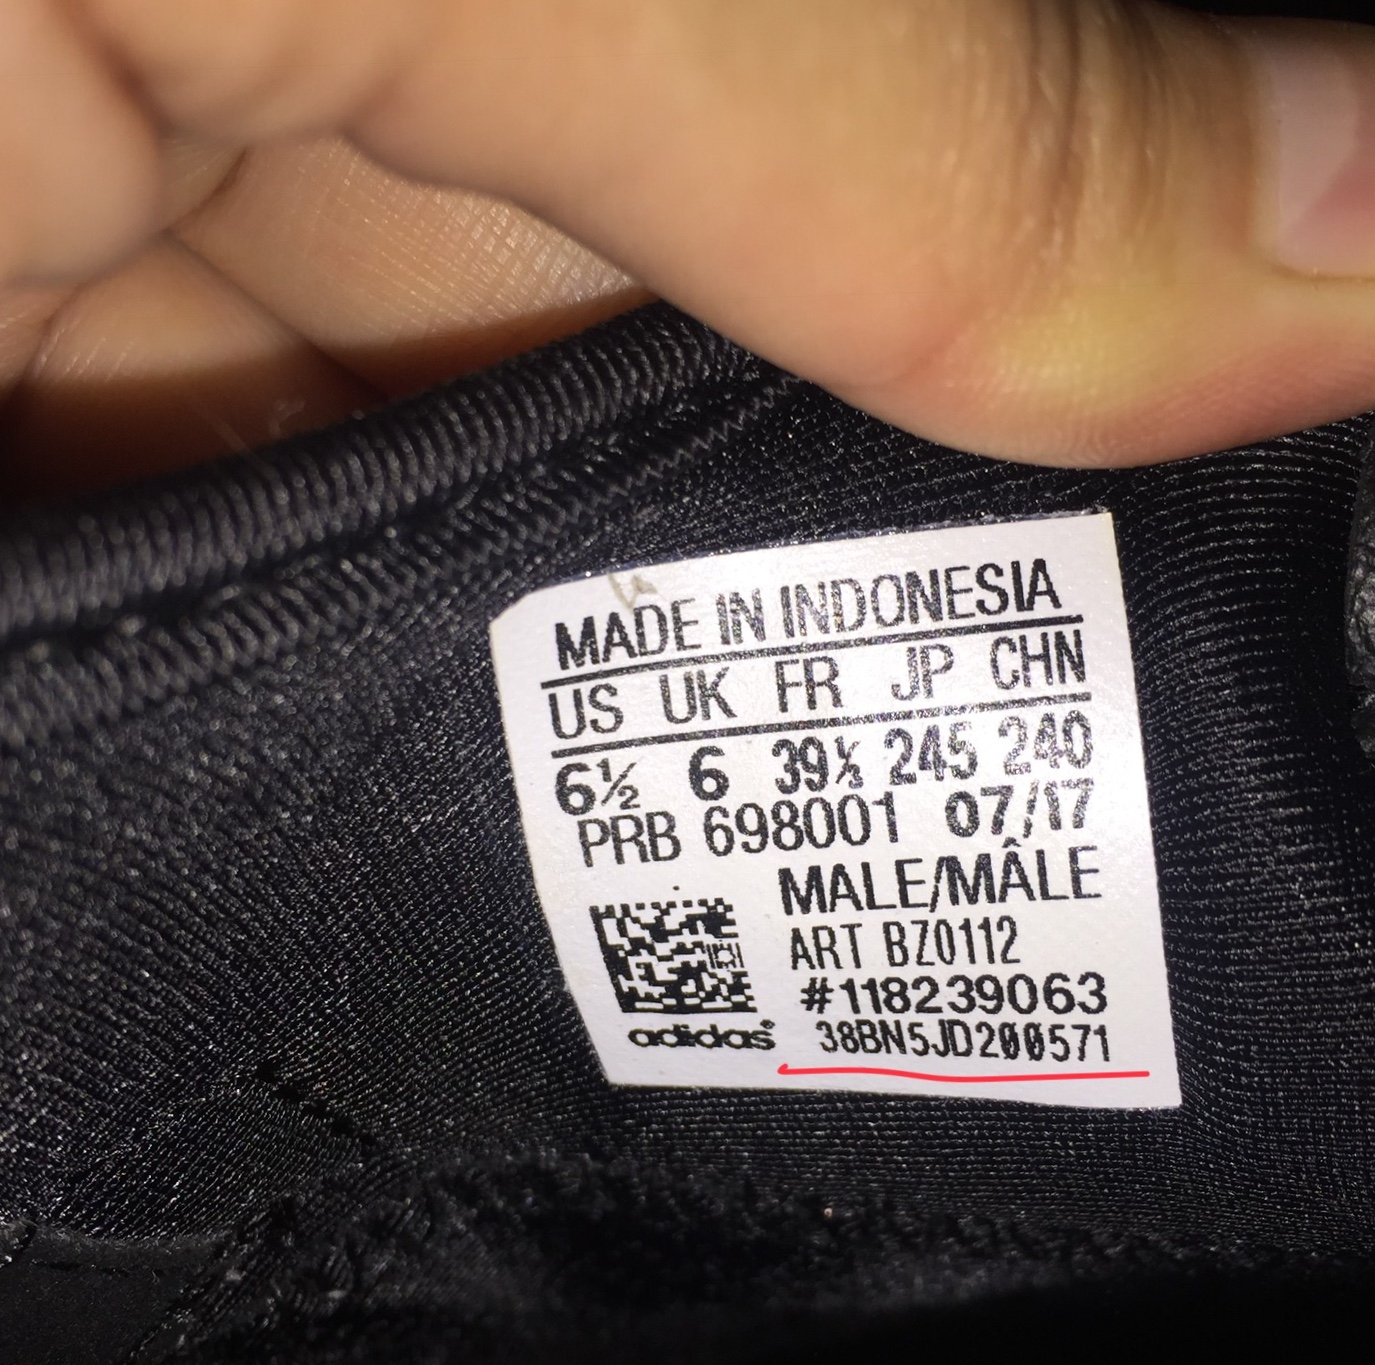 MADE IN INDONESIA
US UK FR JP CHN
6½ 6 39⅓ 245 240
PRB 698001 07/17
MALE/MÂLE
ART BZ0112
#118239063
adidas® 38BN5JD200571